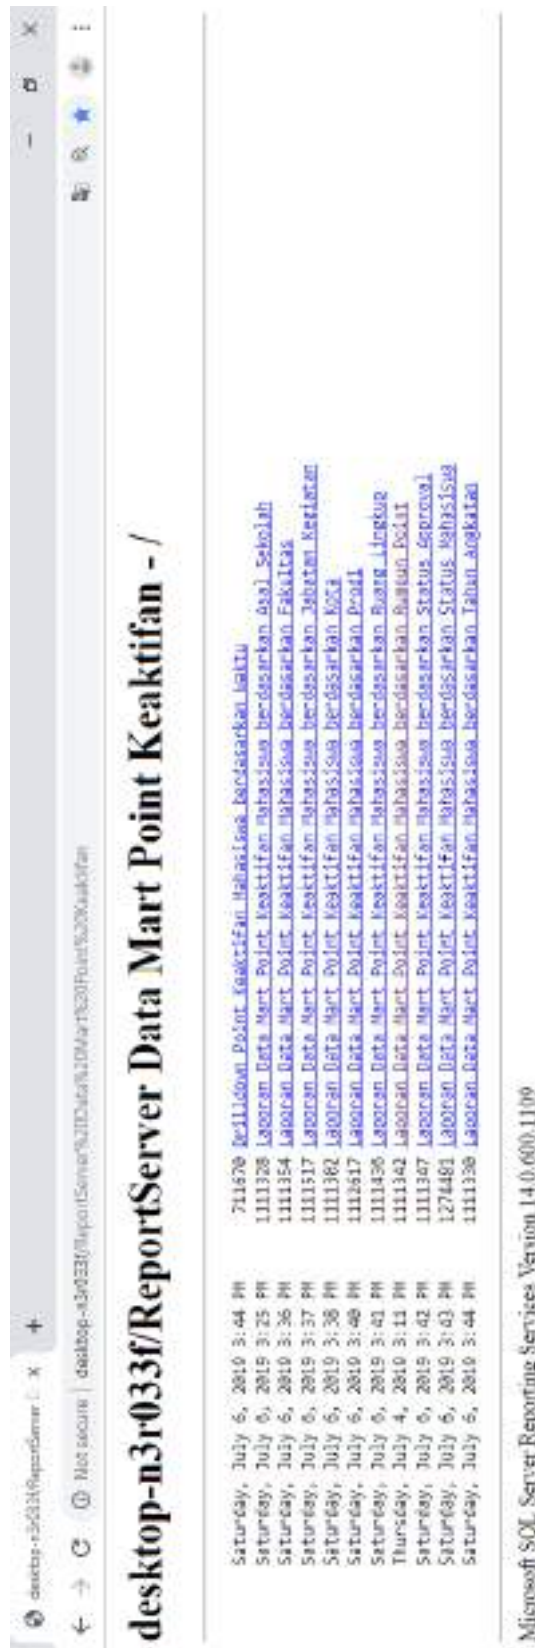 desktop-n3r033f/ReportServer
Not secure | desktop-n3r033f/ReportServer?%2FData%20Mart%20Point%20Keaktifan
desktop-n3r033f/ReportServer Data Mart Point Keaktifan - /
Saturday, July 6, 2019 3:44 PM 711670 Drilldown Point Keaktifan Mahasiswa berdasarkan Waktu
Saturday, July 6, 2019 3:25 PM 1111328 Laporan Data Mart Point Keaktifan Mahasiswa berdasarkan Asal Sekolah
Saturday, July 6, 2019 3:36 PM 1111354 Laporan Data Mart Point Keaktifan Mahasiswa berdasarkan Fakultas
Saturday, July 6, 2019 3:37 PM 1111517 Laporan Data Mart Point Keaktifan Mahasiswa berdasarkan Jabatan Kegiatan
Saturday, July 6, 2019 3:38 PM 1111302 Laporan Data Mart Point Keaktifan Mahasiswa berdasarkan Kota
Saturday, July 6, 2019 3:40 PM 1112617 Laporan Data Mart Point Keaktifan Mahasiswa berdasarkan Prodi
Saturday, July 6, 2019 3:41 PM 1111436 Laporan Data Mart Point Keaktifan Mahasiswa berdasarkan Ruang Lingkup
Thursday, July 4, 2019 3:11 PM 1111342 Laporan Data Mart Point Keaktifan Mahasiswa berdasarkan Rumpun Point
Saturday, July 6, 2019 3:42 PM 1111347 Laporan Data Mart Point Keaktifan Mahasiswa berdasarkan Status Approval
Saturday, July 6, 2019 3:43 PM 1274481 Laporan Data Mart Point Keaktifan Mahasiswa berdasarkan Status Mahasiswa
Saturday, July 6, 2019 3:44 PM 1111330 Laporan Data Mart Point Keaktifan Mahasiswa berdasarkan Tahun Angkatan
Microsoft SQL Server Reporting Services Version 14.0.600.1109